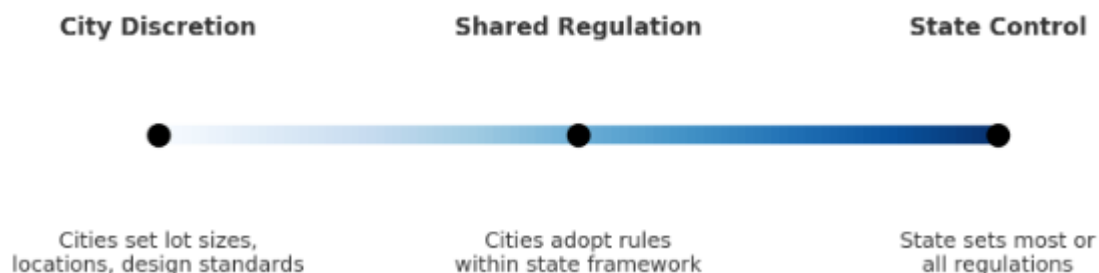 City Discretion
Shared Regulation
State Control
Cities set lot sizes,
locations, design standards
Cities adopt rules
within state framework
State sets most or
all regulations